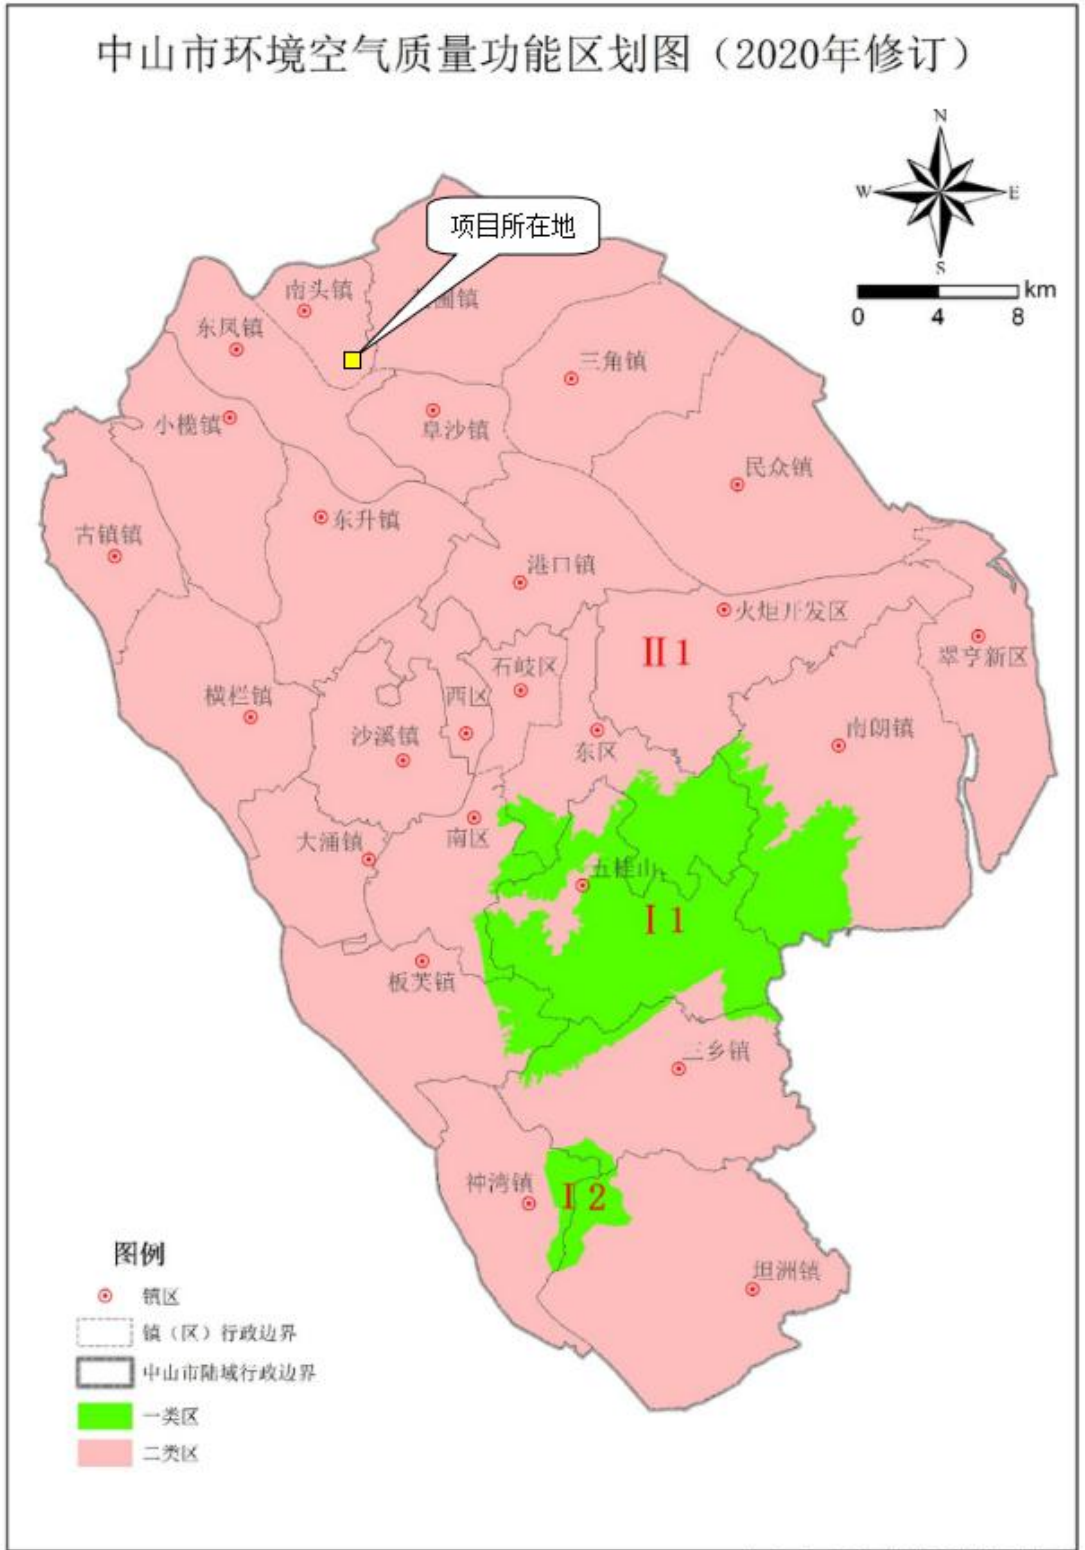 中山市环境空气质量功能区划图（2020年修订）
N
W
E
S
km
0 4 8
项目所在地
南头镇
圃镇
东凤镇
三角镇
小榄镇
阜沙镇
民众镇
东升镇
古镇镇
港口镇
火炬开发区
II 1
石岐区
翠亨新区
横栏镇
西区
南朗镇
沙溪镇
东区
大涌镇
南区
五桂山
I 1
板芙镇
三乡镇
神湾镇
I 2
坦洲镇
图例
镇区
镇（区）行政边界
中山市陆域行政边界
一类区
二类区